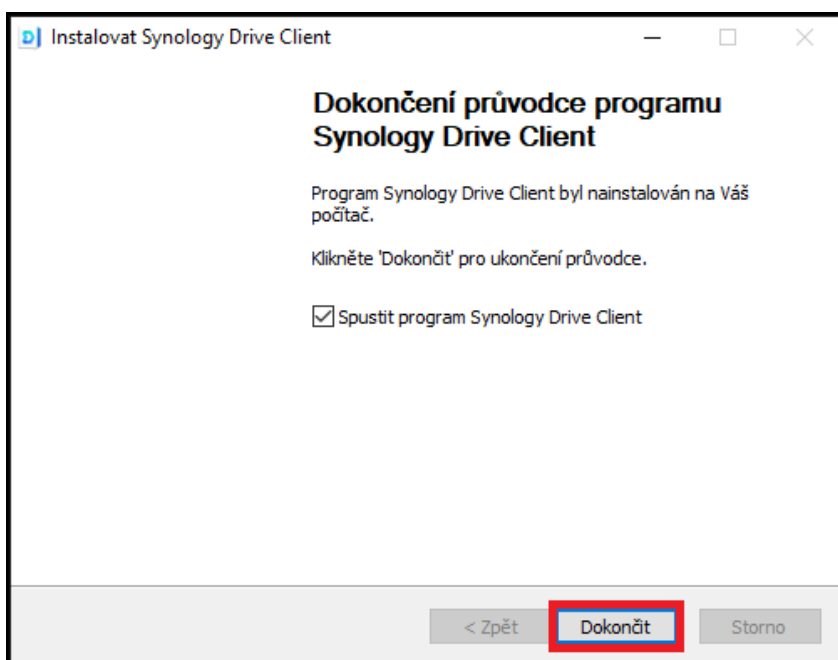 Instalovat Synology Drive Client
Dokončení průvodce programu
Synology Drive Client
Program Synology Drive Client byl nainstalován na Váš
počítač.
Klikněte 'Dokončit' pro ukončení průvodce.
Spustit program Synology Drive Client
< Zpět
Dokončit
Storno